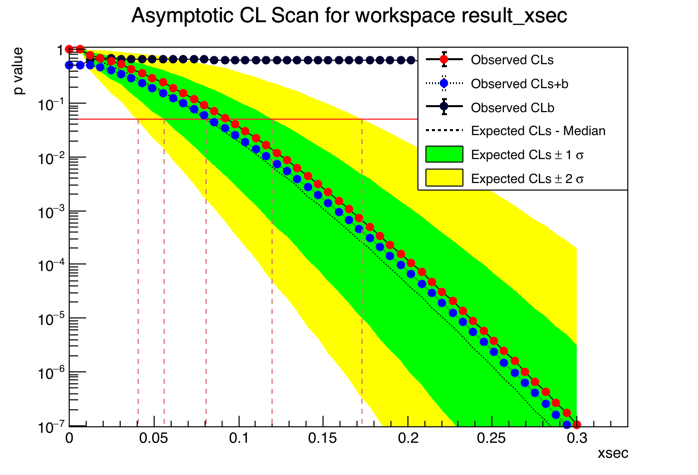 Asymptotic CL Scan for workspace result_xsec
p value
Observed CLs
Observed CLs+b
Observed CLb
Expected CLs - Median
Expected CLs ± 1 σ
Expected CLs ± 2 σ
1
10⁻¹
10⁻²
10⁻³
10⁻⁴
10⁻⁵
10⁻⁶
10⁻⁷
0 0.05 0.1 0.15 0.2 0.25 0.3
xsec